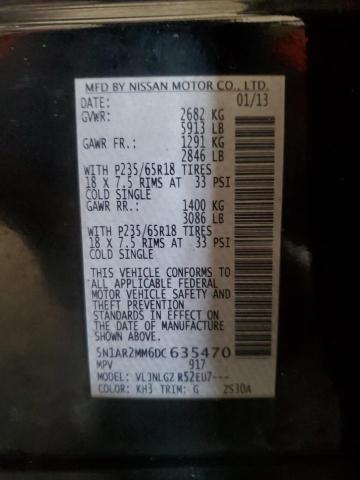 MFD BY NISSAN MOTOR CO., LTD.
DATE: 01/13
GVWR: 2682 KG
5913 LB
GAWR FR.: 1291 KG
2846 LB
WITH P235/65R18 TIRES
18 X 7.5 RIMS AT 33 PSI
COLD SINGLE
GAWR RR.: 1400 KG
3086 LB
WITH P235/65R18 TIRES
18 X 7.5 RIMS AT 33 PSI
COLD SINGLE
THIS VEHICLE CONFORMS TO
ALL APPLICABLE FEDERAL
MOTOR VEHICLE SAFETY
AND THEFT PREVENTION
STANDARDS IN EFFECT ON
THE DATE OF MANUFACTURE
SHOWN ABOVE.
5N1AR2MM6DC 635470
MPV 917
MODEL: VLJNLGZ R52EU7---
COLOR: KH3 TRIM: G 2S30A